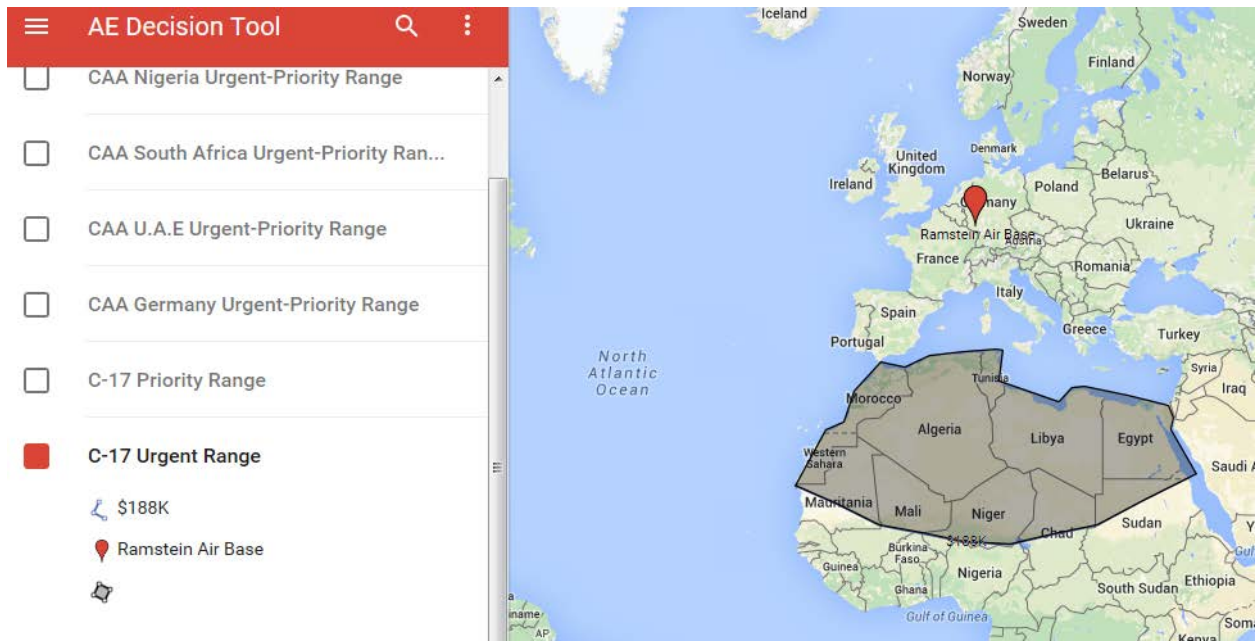 AE Decision Tool
CAA Nigeria Urgent-Priority Range
CAA South Africa Urgent-Priority Ran...
CAA U.A.E Urgent-Priority Range
CAA Germany Urgent-Priority Range
C-17 Priority Range
C-17 Urgent Range
$188K
Ramstein Air Base
Iceland
Sweden
Finland
Norway
Denmark
United
Kingdom
Ireland
Belarus
Poland
Ukraine
Ramstein Air Base
Austria
France
Romania
Italy
Spain
Portugal
Greece
Turkey
North
Atlantic
Ocean
Syria
Iraq
Tunisia
Morocco
Algeria
Libya
Egypt
Western
Sahara
Saudi A
Mauritania
Mali
Niger
Chad
Sudan
Y
$188K
Burkina
Faso
Guinea
Nigeria
Ghana
South Sudan
Ethiopia
Gulf of Guinea
Som
Kenya
iname
AP